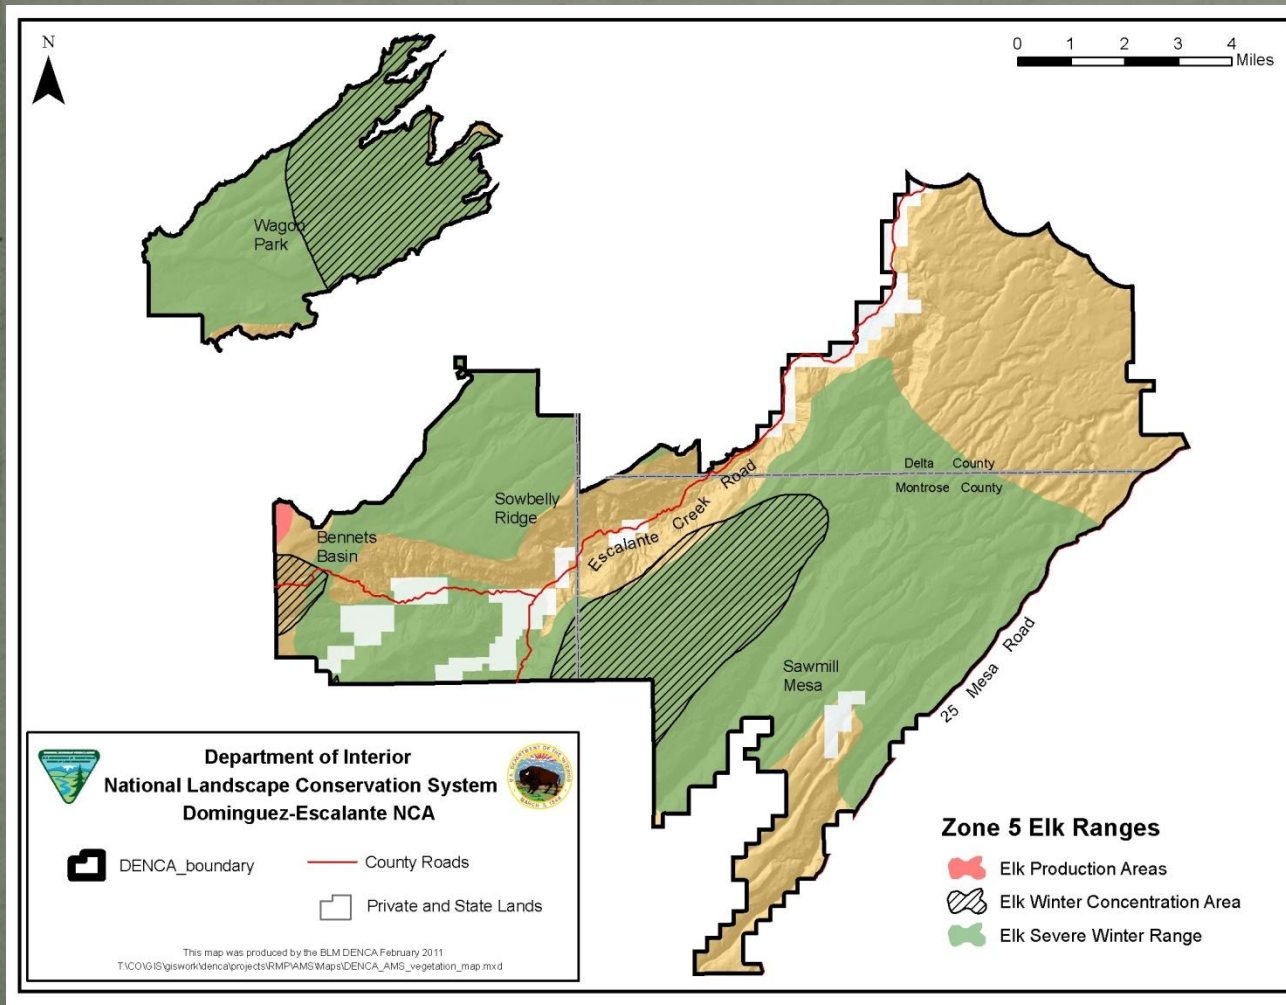 N
0 1 2 3 4
Miles
Wagon
Park
Delta County
Montrose County
Sowbelly
Ridge
Escalante Creek Road
Bennets
Basin
Sawmill
Mesa
25 Mesa Road
Department of Interior
National Landscape Conservation System
Dominguez-Escalante NCA
DENCA_boundary
County Roads
Private and State Lands
This map was produced by the BLM DENCA February 2011
T:\CO\GIS\giswork\denca\projects\RMP\AMS\Maps\DENCA_AMS_vegetation_map.mxd
Zone 5 Elk Ranges
Elk Production Areas
Elk Winter Concentration Area
Elk Severe Winter Range